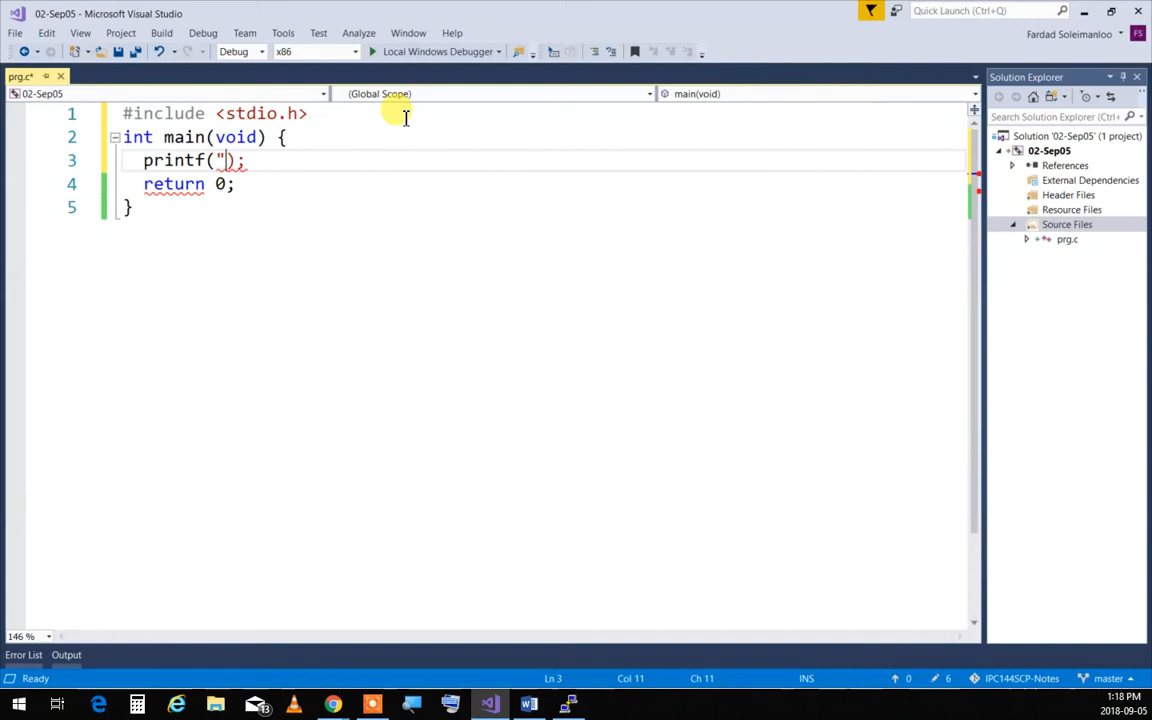 02-Sep05 - Microsoft Visual Studio
Quick Launch (Ctrl+Q)
File Edit View Project Build Debug Team Tools Test Analyze Window Help
Fardad Soleimanloo FS
Debug x86 Local Windows Debugger
prg.c*
02-Sep05 (Global Scope) main(void)
1 #include <stdio.h>
2 int main(void) {
3 printf(");
4 return 0;
5 }
146 %
Solution Explorer
Search Solution Explorer (Ctrl+
Solution '02-Sep05' (1 project)
02-Sep05
References
External Dependencies
Header Files
Resource Files
Source Files
prg.c
Error List Output
Ready Ln 3 Col 11 Ch 11 INS 0 6 IPC144SCP-Notes master
13
1:18 PM
2018-09-05